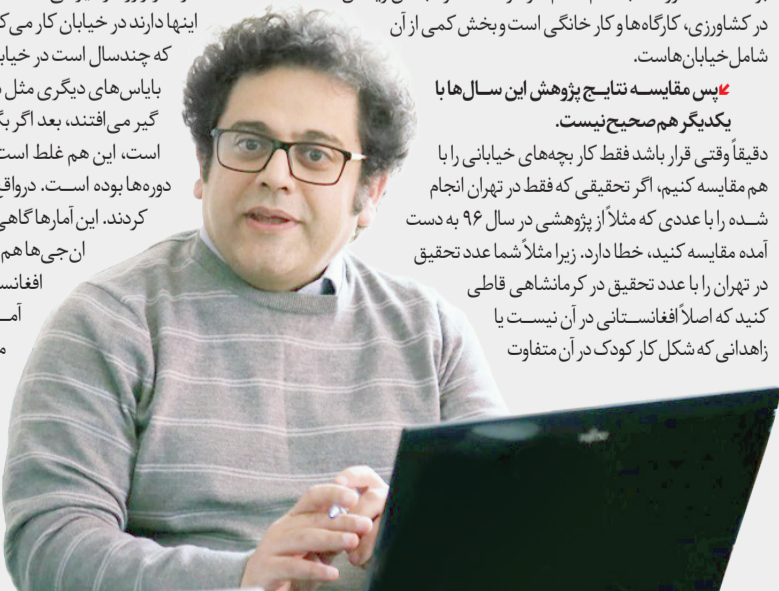 در کشاورزی، کارگاه‌ها و کار خانگی است و بخش کمی از آن
شامل خیابان‌هاست.
پس مقایسه نتایج پژوهش این سال‌ها با
یکدیگر هم صحیح نیست.
دقیقاً وقتی قرار باشد فقط کار بچه‌های خیابانی را با
هم مقایسه کنیم، اگر تحقیقی که فقط در تهران انجام
شده را با عددی که مثلاً از پژوهشی در سال ۹۶ به دست
آمده مقایسه کنید، خطا دارد. زیرا مثلاً شما عدد تحقیق
در تهران را با عدد تحقیق در کرمانشاهی قاطی
کنید که اصلاً افغانستانی در آن نیست یا
زاهدانی که شکل کار کودک در آن متفاوت
اینها دارند در خیابان کار می‌ک
که چندسال است در خیاب
بایاس‌های دیگری مثل
گیر می‌افتند، بعد اگر بگ
است، این هم غلط است
دوره‌ها بوده است. درواقع
کردند. این آمارها گاهی
ان‌جی‌ها هم
افغانس
آمـ